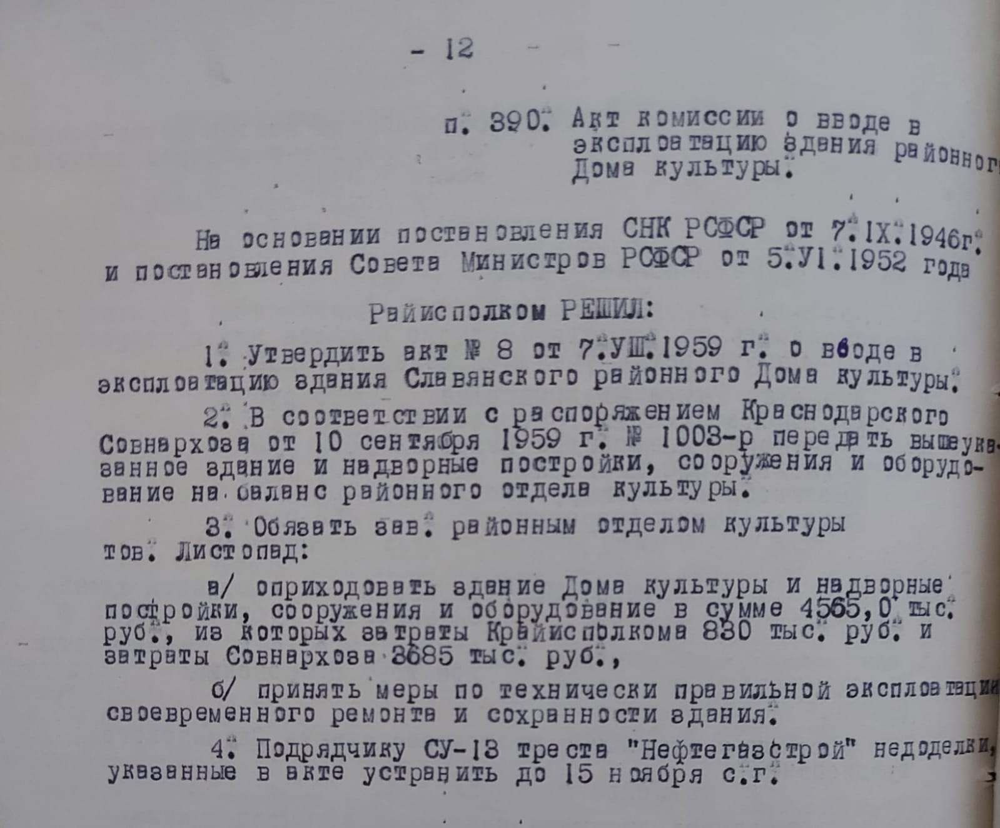 - 12 - -
п. 390. Акт комиссии о вводе в
эксплоатацию здания районног
Дома культуры.
На основании постановления СНК РСФСР от 7.IX.1946г.
и постановления Совета Министров РСФСР от 5.У1.1952 года
Райисполком РЕШИЛ:
1. Утвердить акт № 8 от 7.УШ.1959 г. о вводе в
эксплоатацию здания Славянского районного Дома культуры.
2. В соответствии с распоряжением Краснодарского
Совнархоза от 10 сентября 1959 г. № 1003-р передать вышеука-
занное здание и надворные постройки, сооружения и оборудо-
вание на баланс районного отдела культуры.
3. Обязать зав. районным отделом культуры
тов. Листопад:
а/ оприходовать здание Дома культуры и надворные
постройки, сооружения и оборудование в сумме 4565,0 тыс.
руб., из которых затраты Крайисполкома 830 тыс. руб. и
затраты Совнархоза 3685 тыс. руб.,
б/ принять меры по технически правильной эксплоатации
своевременного ремонта и сохранности здания.
4. Подрядчику СУ-13 треста "Нефтегазстрой" недоделки,
указанные в акте устранить до 15 ноября с.г.